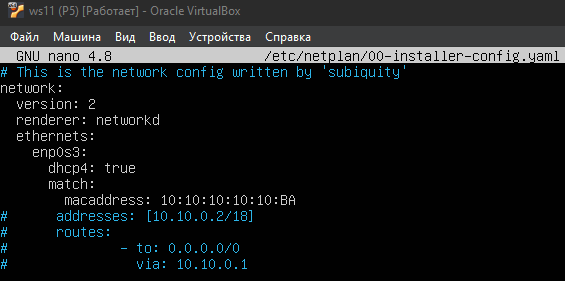 ws11 (P5) [Работает] - Oracle VirtualBox
Файл Машина Вид Ввод Устройства Справка
GNU nano 4.8 /etc/netplan/00-installer-config.yaml
# This is the network config written by 'subiquity'
network:
  version: 2
  renderer: networkd
  ethernets:
    enp0s3:
      dhcp4: true
      match:
        macaddress: 10:10:10:10:10:BA
#      addresses: [10.10.0.2/18]
#      routes:
#              - to: 0.0.0.0/0
#                via: 10.10.0.1